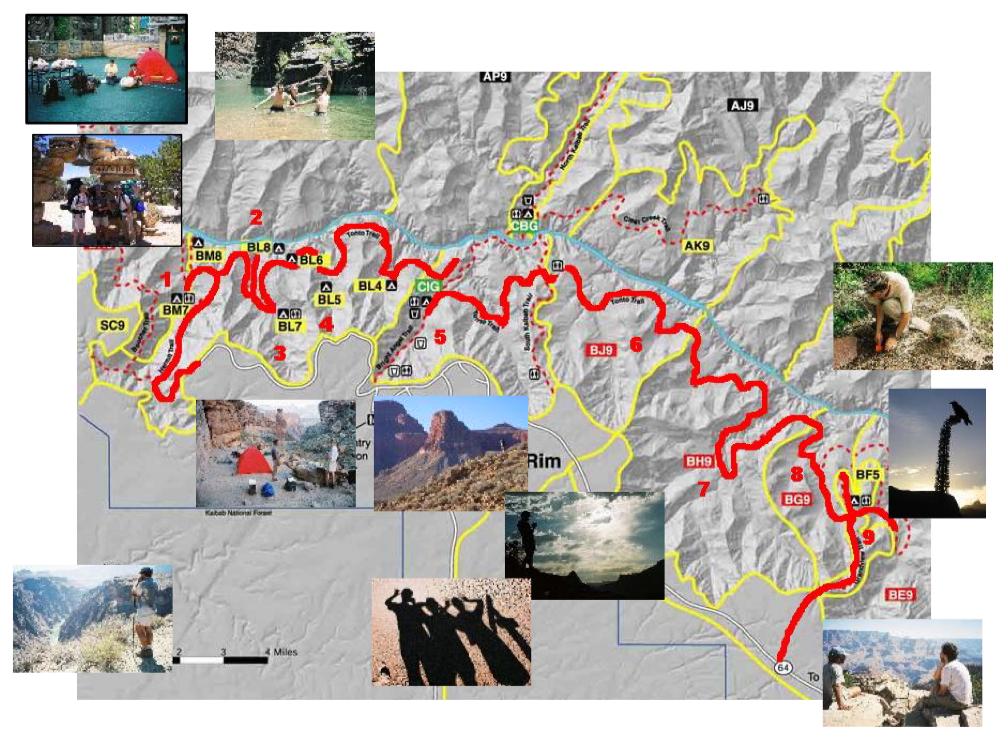 AP9
AJ9
North Kaibab Trail
2
CBG
Clear Creek Trail
Tonto Trail
BM8
BL8
BL6
AK9
1
BL5
BL4
CIG
Tonto Trail
BM7
SC9
BL7
4
Tonto Trail
5
South Kaibab Trail
BJ9
6
3
Bright Angel Trail
Rim
BH9
7
8
BF5
BG9
9
Kaibab National Forest
BE9
2 3 4 Miles
64
To